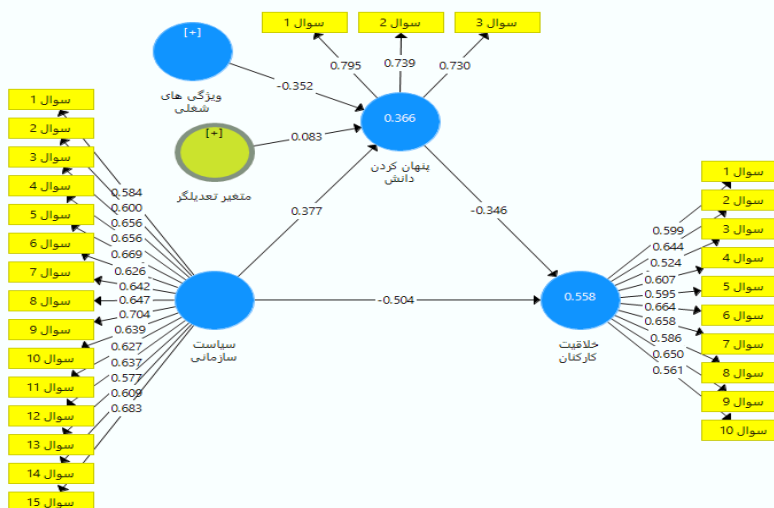 سوال 1
سوال 2
سوال 3
[+]
0.795
0.739
0.730
-0.352
ویژگی های
شغلی
0.366
[+]
0.083
پنهان کردن
دانش
متغیر تعدیلگر
سوال 1
سوال 2
سوال 3
سوال 4
سوال 5
سوال 6
سوال 7
سوال 8
سوال 9
سوال 10
سوال 11
سوال 12
سوال 13
سوال 14
سوال 15
0.584
0.600
0.656
0.656
0.669
0.626
0.642
0.647
0.704
0.639
0.627
0.637
0.577
0.609
0.683
0.377
-0.346
-0.504
سیاست
سازمانی
0.558
خلاقیت
کارکنان
0.599
0.644
0.524
0.607
0.595
0.664
0.658
0.586
0.650
0.561
سوال 1
سوال 2
سوال 3
سوال 4
سوال 5
سوال 6
سوال 7
سوال 8
سوال 9
سوال 10